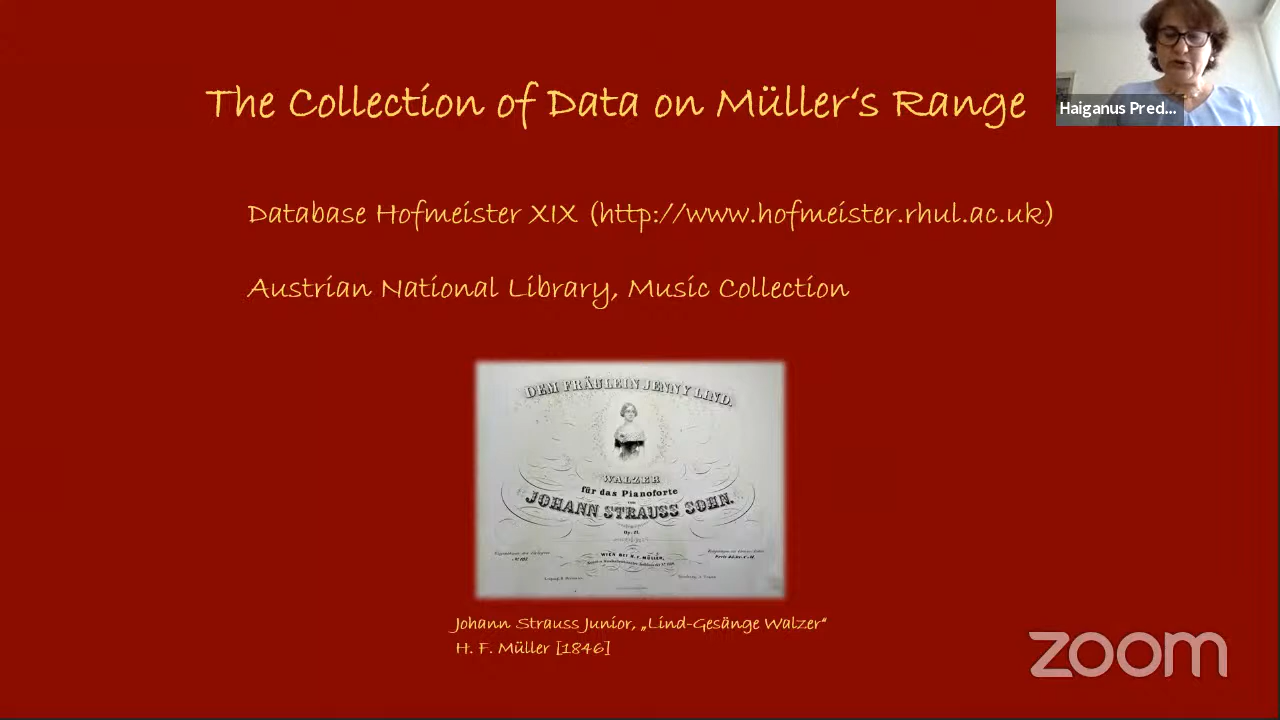 The Collection of Data on Müller‘s Range
Haiganus Pred...
Database Hofmeister XIX (http://www.hofmeister.rhul.ac.uk)
Austrian National Library, Music Collection
DEM FRÄULEIN JENNY LIND.
WALZER
für das Pianoforte
JOHANN STRAUSS SOHN.
WIEN BEI H. F. MÜLLER,
Johann Strauss Junior, „Lind-Gesänge Walzer“
H. F. Müller [1846]
zoom